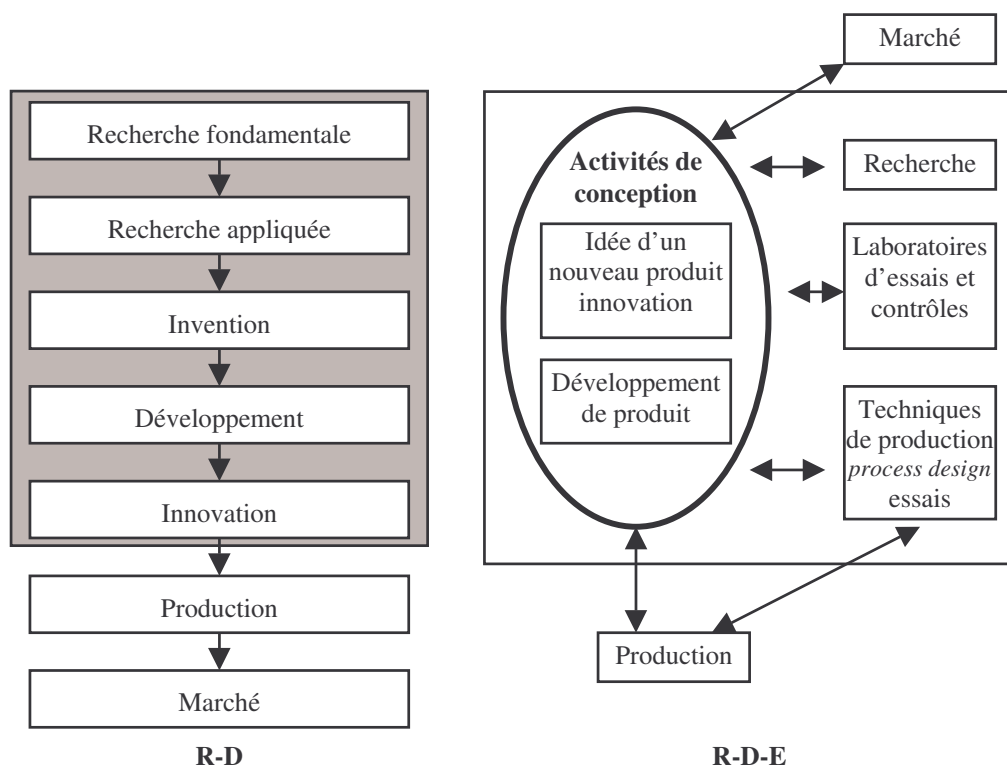 Recherche fondamentale
Recherche appliquée
Invention
Développement
Innovation
Production
Marché
R-D
Marché
Activités de
conception
Idée d'un
nouveau produit
innovation
Développement
de produit
Recherche
Laboratoires
d'essais et
contrôles
Techniques
de production
process design
essais
Production
R-D-E